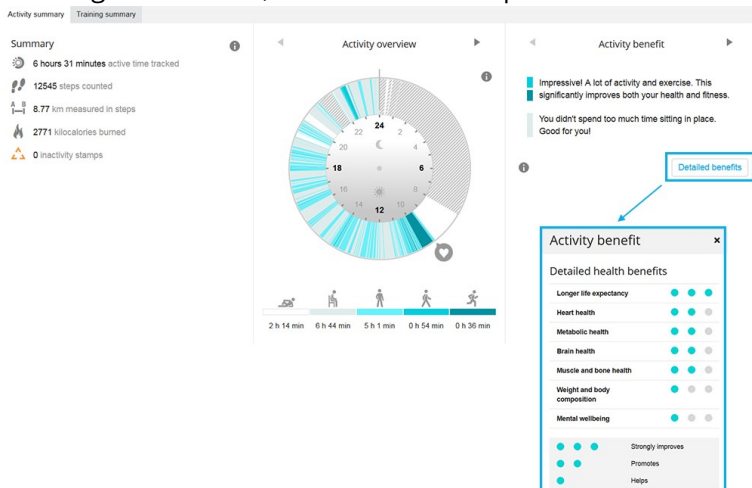 Activity summary
Training summary
Summary
6 hours 31 minutes active time tracked
12545 steps counted
A B
8.77 km measured in steps
2771 kilocalories burned
0 inactivity stamps
Activity overview
24
22
2
20
4
18
6
16
8
14
10
12
2 h 14 min
6 h 44 min
5 h 1 min
0 h 54 min
0 h 36 min
Activity benefit
Impressive! A lot of activity and exercise. This
significantly improves both your health and fitness.
You didn't spend too much time sitting in place.
Good for you!
Detailed benefits
Activity benefit
×
Detailed health benefits
Longer life expectancy
Heart health
Metabolic health
Brain health
Muscle and bone health
Weight and body
composition
Mental wellbeing
Strongly improves
Promotes
Helps